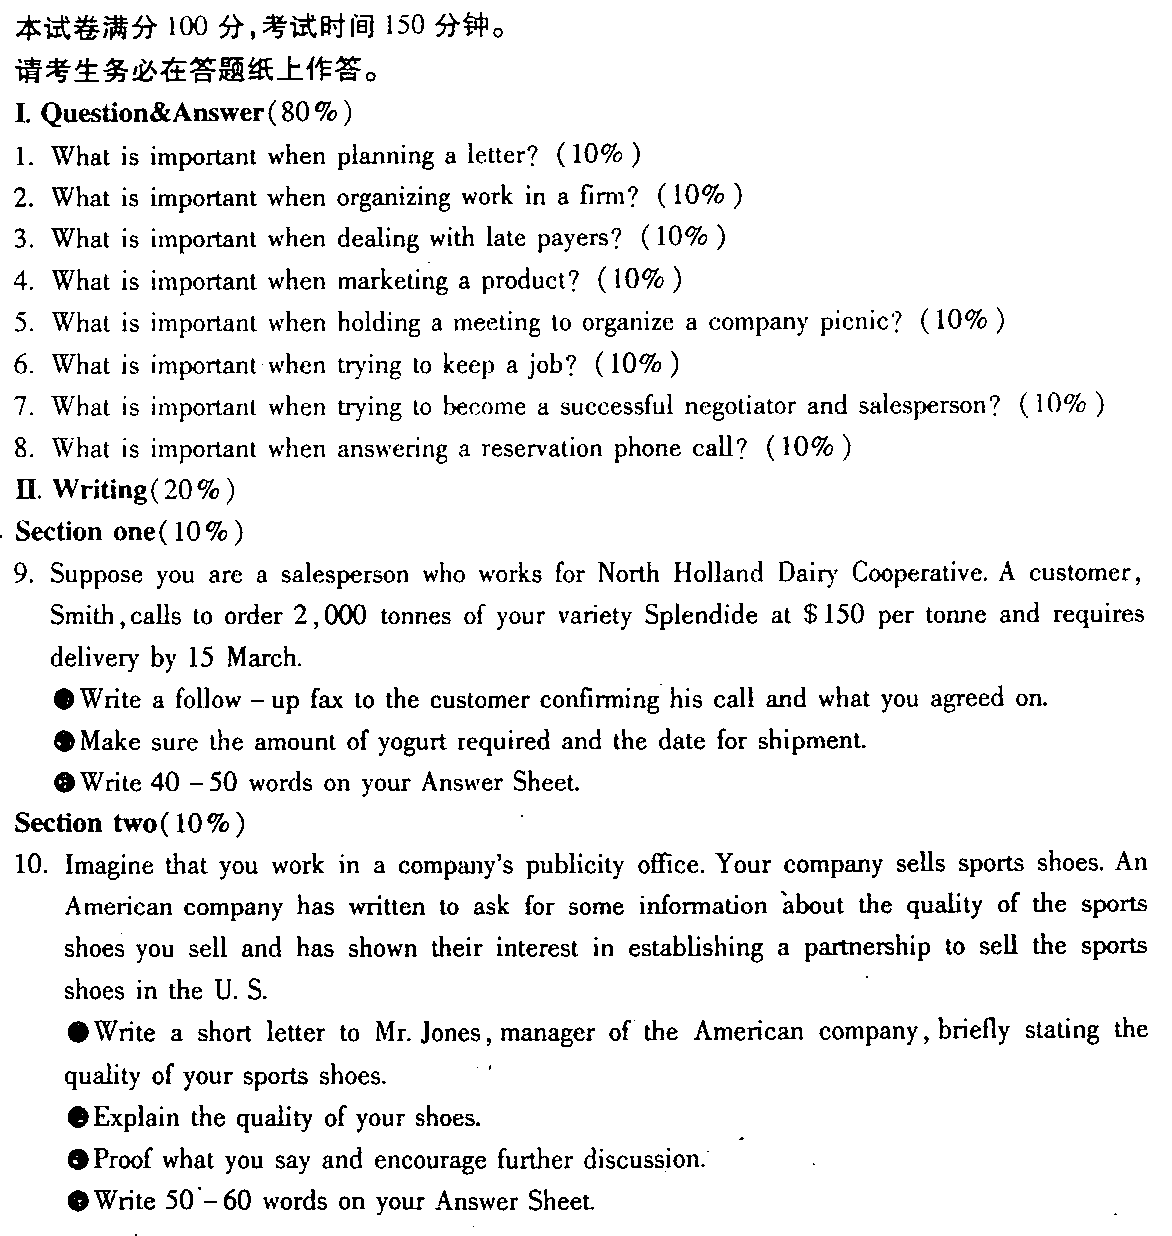 本试卷满分 100 分,考试时间 150 分钟。
请考生务必在答题纸上作答。
I. Question&Answer(80%)
1. What is important when planning a letter? (10%)
2. What is important when organizing work in a firm? (10%)
3. What is important when dealing with late payers? (10%)
4. What is important when marketing a product? (10%)
5. What is important when holding a meeting to organize a company picnic? (10%)
6. What is important when trying to keep a job? (10%)
7. What is important when trying to become a successful negotiator and salesperson? (10%)
8. What is important when answering a reservation phone call? (10%)
II. Writing(20%)
Section one(10%)
9. Suppose you are a salesperson who works for North Holland Dairy Cooperative. A customer,
Smith,calls to order 2,000 tonnes of your variety Splendide at $150 per tonne and requires
delivery by 15 March.
●Write a follow-up fax to the customer confirming his call and what you agreed on.
●Make sure the amount of yogurt required and the date for shipment.
●Write 40-50 words on your Answer Sheet.
Section two(10%)
10. Imagine that you work in a company's publicity office. Your company sells sports shoes. An
American company has written to ask for some information about the quality of the sports
shoes you sell and has shown their interest in establishing a partnership to sell the sports
shoes in the U. S.
●Write a short letter to Mr. Jones, manager of the American company, briefly stating the
quality of your sports shoes.
●Explain the quality of your shoes.
●Proof what you say and encourage further discussion.
●Write 50-60 words on your Answer Sheet.